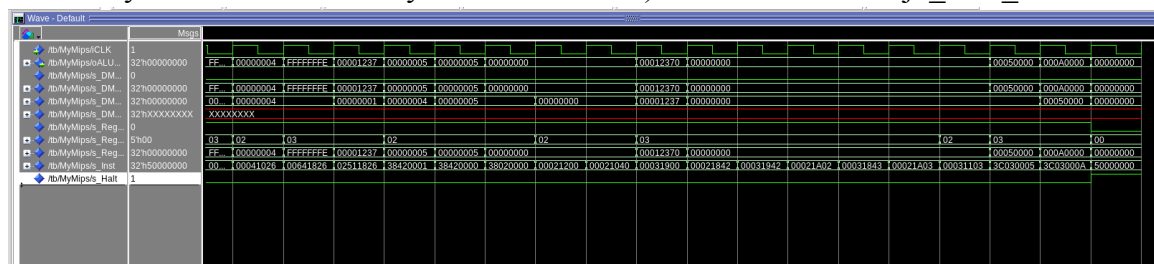 Wave - Default
Msgs
/tb/MyMips/iCLK 1
/tb/MyMips/oALU... 32'h00000000 FF... 00000004 FFFFFFFE 00001237 00000005 00000005 00000000 00012370 00000000 00050000 000A0000 00000000
/tb/MyMips/s_DM... 0
/tb/MyMips/s_DM... 32'h00000000 FF... 00000004 FFFFFFFE 00001237 00000005 00000005 00000000 00012370 00000000 00050000 000A0000 00000000
/tb/MyMips/s_DM... 32'h00000000 00... 00000004 00000001 00000004 00000005 00000000 00001237 00000000 00050000 00000000
/tb/MyMips/s_DM... 32'hXXXXXXXX XXXXXXXX
/tb/MyMips/s_Reg... 0
/tb/MyMips/s_Reg... 5'h00 03 02 03 02 02 03 02 03 00
/tb/MyMips/s_Reg... 32'h00000000 FF... 00000004 FFFFFFFE 00001237 00000005 00000005 00000000 00012370 00000000 00050000 000A0000 00000000
/tb/MyMips/s_Inst 32'h50000000 00... 00041026 00641826 02511826 38420001 38420000 38020000 00021200 00021040 00031900 00021842 00031942 00021A02 00031843 00021A03 00031103 3C030005 3C03000A 50000000
/tb/MyMips/s_Halt 1